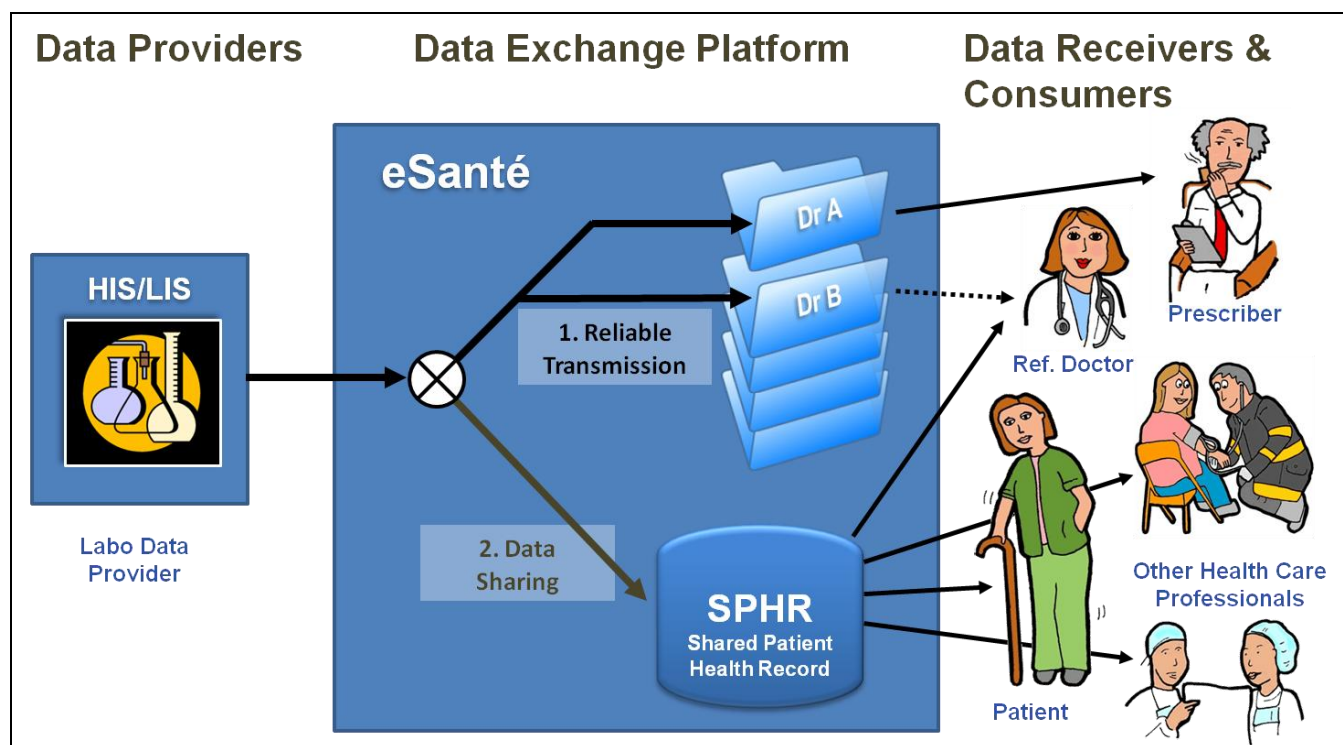 Data Providers
Data Exchange Platform
Data Receivers &
Consumers
eSanté
HIS/LIS
Labo Data
Provider
Dr A
Dr B
1. Reliable
Transmission
2. Data
Sharing
SPHR
Shared Patient
Health Record
Prescriber
Ref. Doctor
Other Health Care
Professionals
Patient